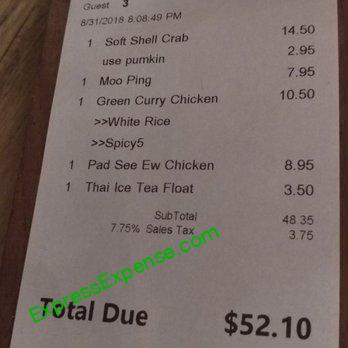 Guest 3
8/31/2018 8:08:49 PM
1 Soft Shell Crab 14.50
use pumkin 2.95
1 Moo Ping 7.95
1 Green Curry Chicken 10.50
>>White Rice
>>Spicy5
1 Pad See Ew Chicken 8.95
1 Thai Ice Tea Float 3.50
SubTotal 48.35
7.75% Sales Tax 3.75
ExpressExpense.com
Total Due $52.10